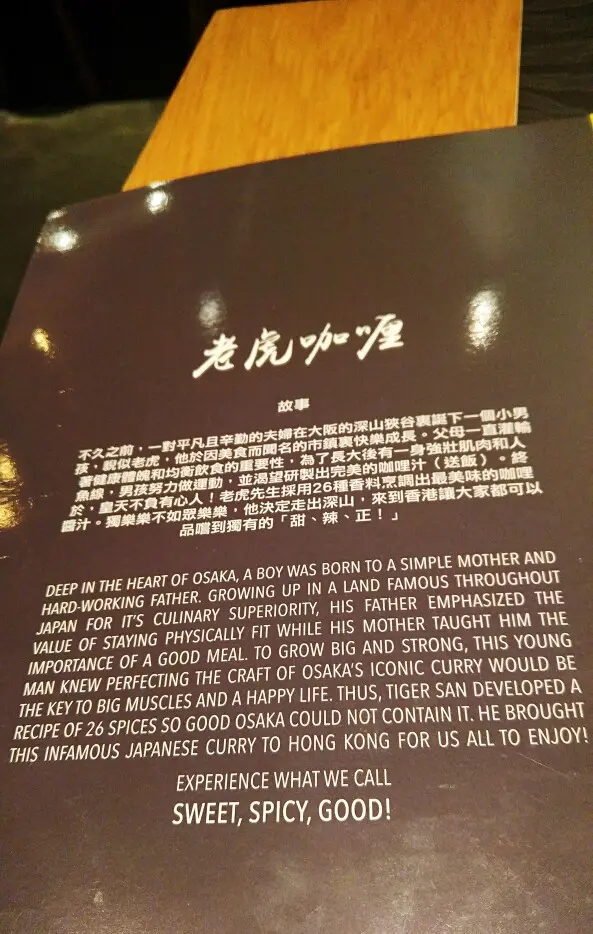 老虎咖喱
故事
不久之前，一對平凡且辛勤的夫婦在大阪的深山狹谷裏誕下一個小男
孩，貌似老虎，他於因美食而聞名的市鎮裏快樂成長。父母一直灌輸
著健康體魄和均衡飲食的重要性，為了長大後有一身強壯肌肉和人
魚線，男孩努力做運動，並渴望研製出完美的咖喱汁（送飯）。終
於，皇天不負有心人！老虎先生採用26種香料烹調出最美味的咖喱
醬汁。獨樂樂不如眾樂樂，他決定走出深山，來到香港讓大家都可以
品嚐到獨有的「甜、辣、正！」
DEEP IN THE HEART OF OSAKA, A BOY WAS BORN TO A SIMPLE MOTHER AND
HARD-WORKING FATHER. GROWING UP IN A LAND FAMOUS THROUGHOUT
JAPAN FOR IT'S CULINARY SUPERIORITY, HIS FATHER EMPHASIZED THE
VALUE OF STAYING PHYSICALLY FIT WHILE HIS MOTHER TAUGHT HIM THE
IMPORTANCE OF A GOOD MEAL. TO GROW BIG AND STRONG, THIS YOUNG
MAN KNEW PERFECTING THE CRAFT OF OSAKA'S ICONIC CURRY WOULD BE
THE KEY TO BIG MUSCLES AND A HAPPY LIFE. THUS, TIGER SAN DEVELOPED A
RECIPE OF 26 SPICES SO GOOD OSAKA COULD NOT CONTAIN IT. HE BROUGHT
THIS INFAMOUS JAPANESE CURRY TO HONG KONG FOR US ALL TO ENJOY!
EXPERIENCE WHAT WE CALL
SWEET, SPICY, GOOD!